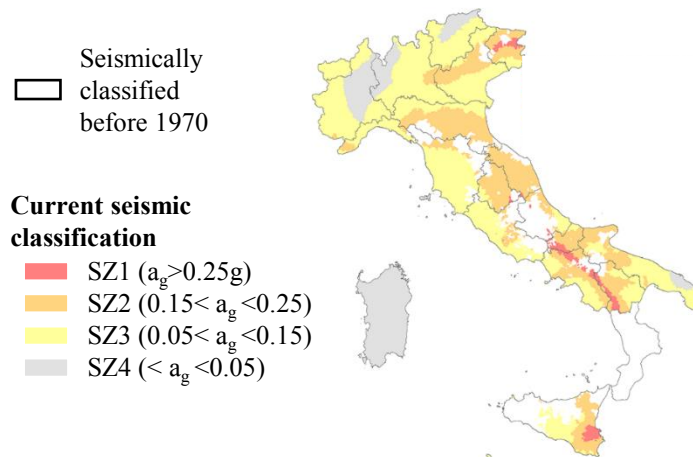 Seismically
classified
before 1970
Current seismic
classification
SZ1 (ag>0.25g)
SZ2 (0.15< ag <0.25)
SZ3 (0.05< ag <0.15)
SZ4 (< ag <0.05)